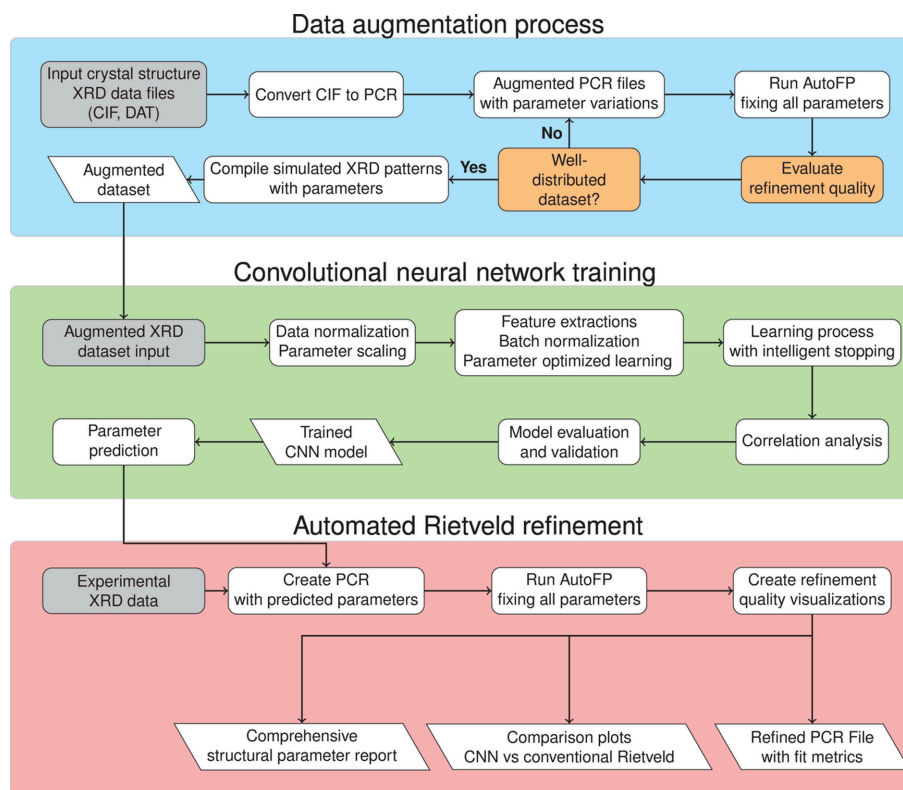 Data augmentation process
Input crystal structure
XRD data files
(CIF, DAT)
Convert CIF to PCR
Augmented PCR files
with parameter variations
Run AutoFP
fixing all parameters
No
Augmented
dataset
Compile simulated XRD patterns
with parameters
Yes
Well-
distributed
dataset?
Evaluate
refinement quality
Convolutional neural network training
Augmented XRD
dataset input
Data normalization
Parameter scaling
Feature extractions
Batch normalization
Parameter optimized learning
Learning process
with intelligent stopping
Parameter
prediction
Trained
CNN model
Model evaluation
and validation
Correlation analysis
Automated Rietveld refinement
Experimental
XRD data
Create PCR
with predicted parameters
Run AutoFP
fixing all parameters
Create refinement
quality visualizations
Comprehensive
structural parameter report
Comparison plots
CNN vs conventional Rietveld
Refined PCR File
with fit metrics